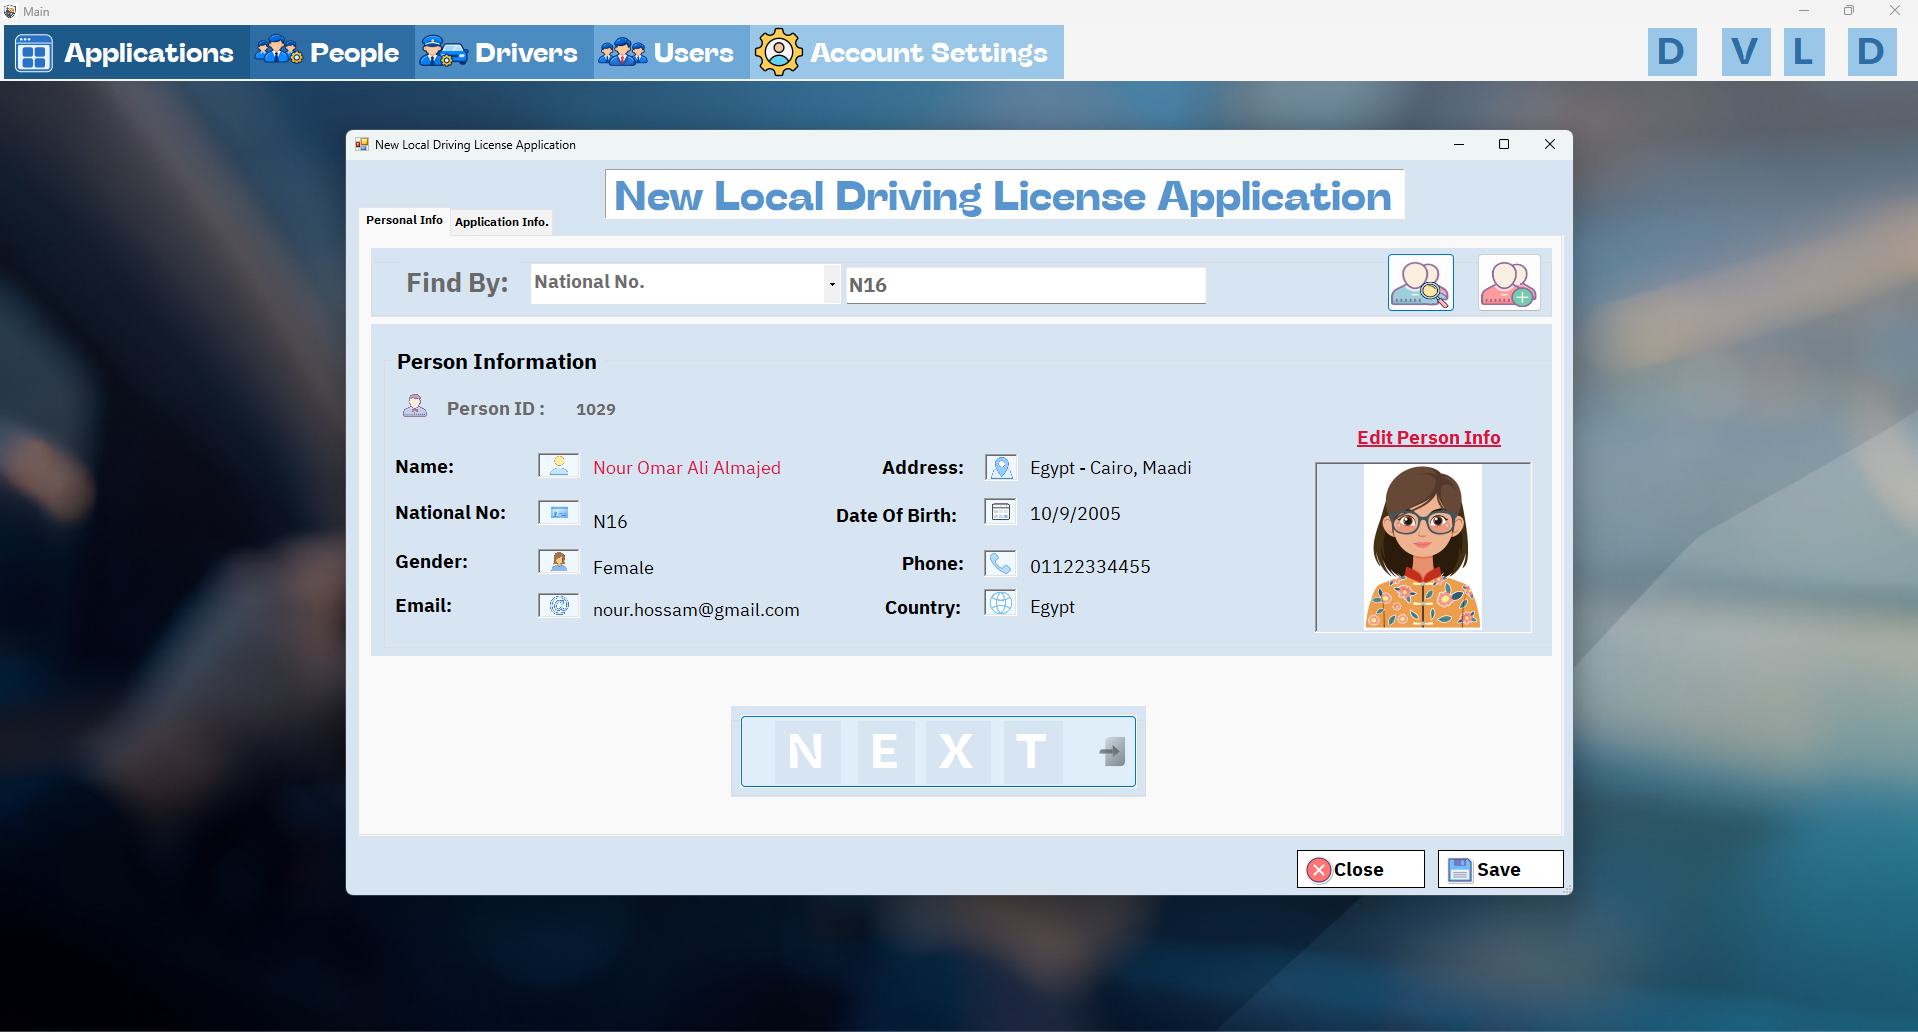 Main
Applications People Drivers Users Account Settings D V L D
New Local Driving License Application
New Local Driving License Application
Personal Info Application Info.
Find By: National No. N16
Person Information
Person ID : 1029
Edit Person Info
Name: Nour Omar Ali Almajed Address: Egypt - Cairo, Maadi
National No: N16 Date Of Birth: 10/9/2005
Gender: Female Phone: 01122334455
Email: nour.hossam@gmail.com Country: Egypt
N E X T
Close Save